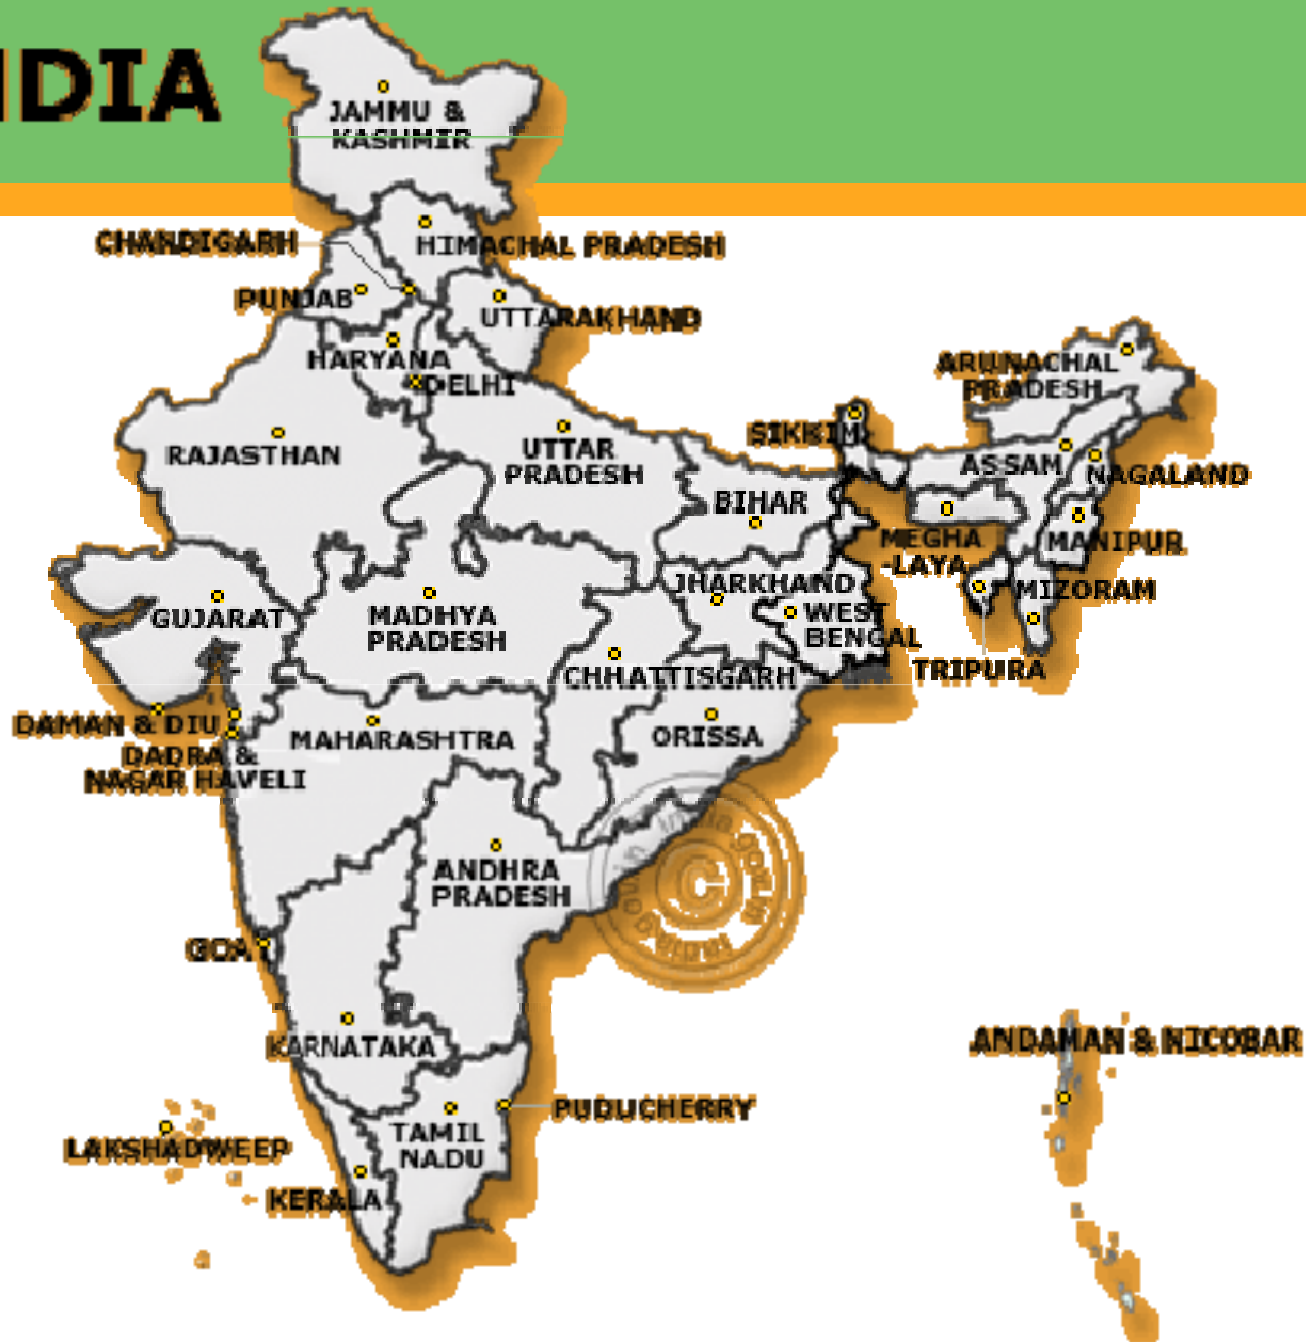 NDIA
JAMMU &
KASHMIR
CHANDIGARH
HIMACHAL PRADESH
PUNJAB
UTTARAKHAND
HARYANA
DELHI
ARUNACHAL
PRADESH
RAJASTHAN
UTTAR
PRADESH
SIKKIM
ASSAM
NAGALAND
BIHAR
MEGHA
-LAYA
MANIPUR
JHARKHAND
MIZORAM
GUJARAT
MADHYA
PRADESH
WEST
BENGAL
CHHATTISGARH
TRIPURA
DAMAN & DIU
MAHARASHTRA
ORISSA
DADRA &
NAGAR HAVELI
ANDHRA
PRADESH
GOA
KARNATAKA
ANDAMAN & NICOBAR
PUDUCHERRY
TAMIL
NADU
LAKSHADWEEP
KERALA